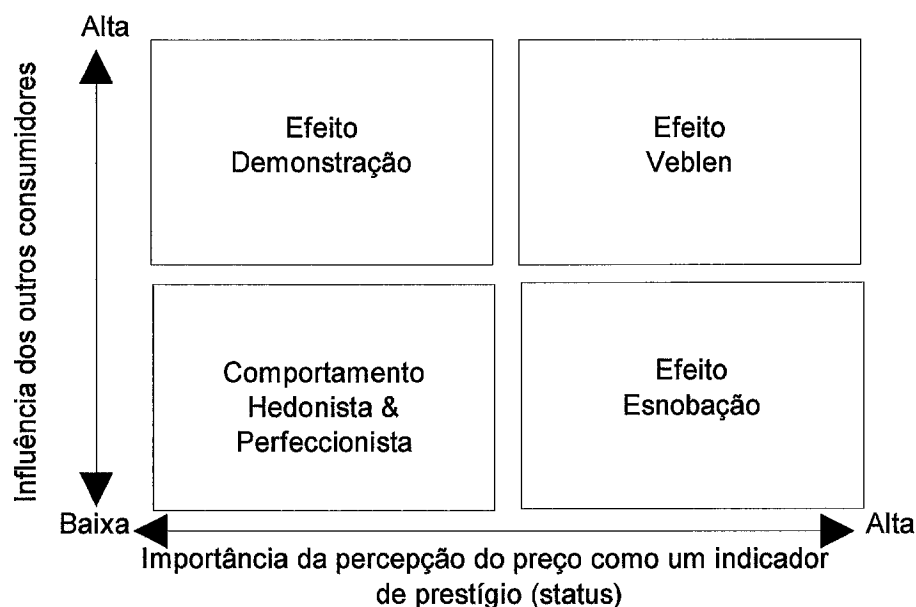 Alta
Influência dos outros consumidores
Efeito
Demonstração
Efeito
Veblen
Comportamento
Hedonista &
Perfeccionista
Efeito
Esnobação
Baixa
Alta
Importância da percepção do preço como um indicador
de prestígio (status)